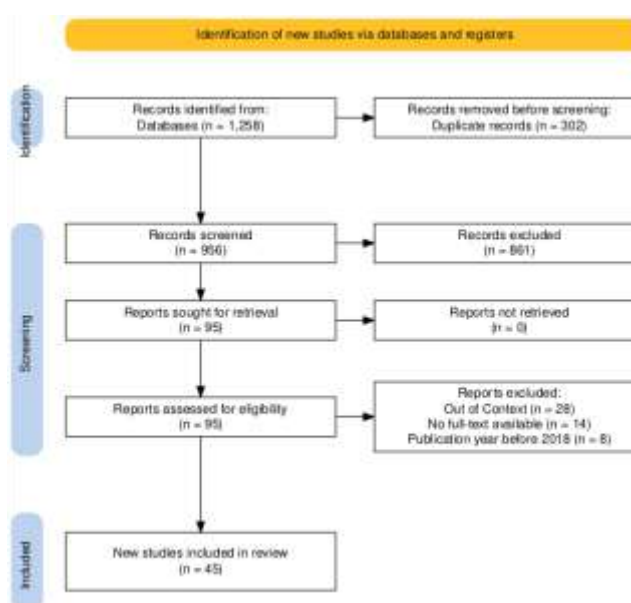 Identification of new studies via databases and registers
Identification
Records identified from:
Databases (n = 1,258)
Records removed before screening:
Duplicate records (n = 302)
Screening
Records screened
(n = 956)
Records excluded
(n = 861)
Reports sought for retrieval
(n = 95)
Reports not retrieved
(n = 0)
Reports assessed for eligibility
(n = 95)
Reports excluded:
Out of Context (n = 28)
No full-text available (n = 14)
Publication year before 2018 (n = 8)
Included
New studies included in review
(n = 45)